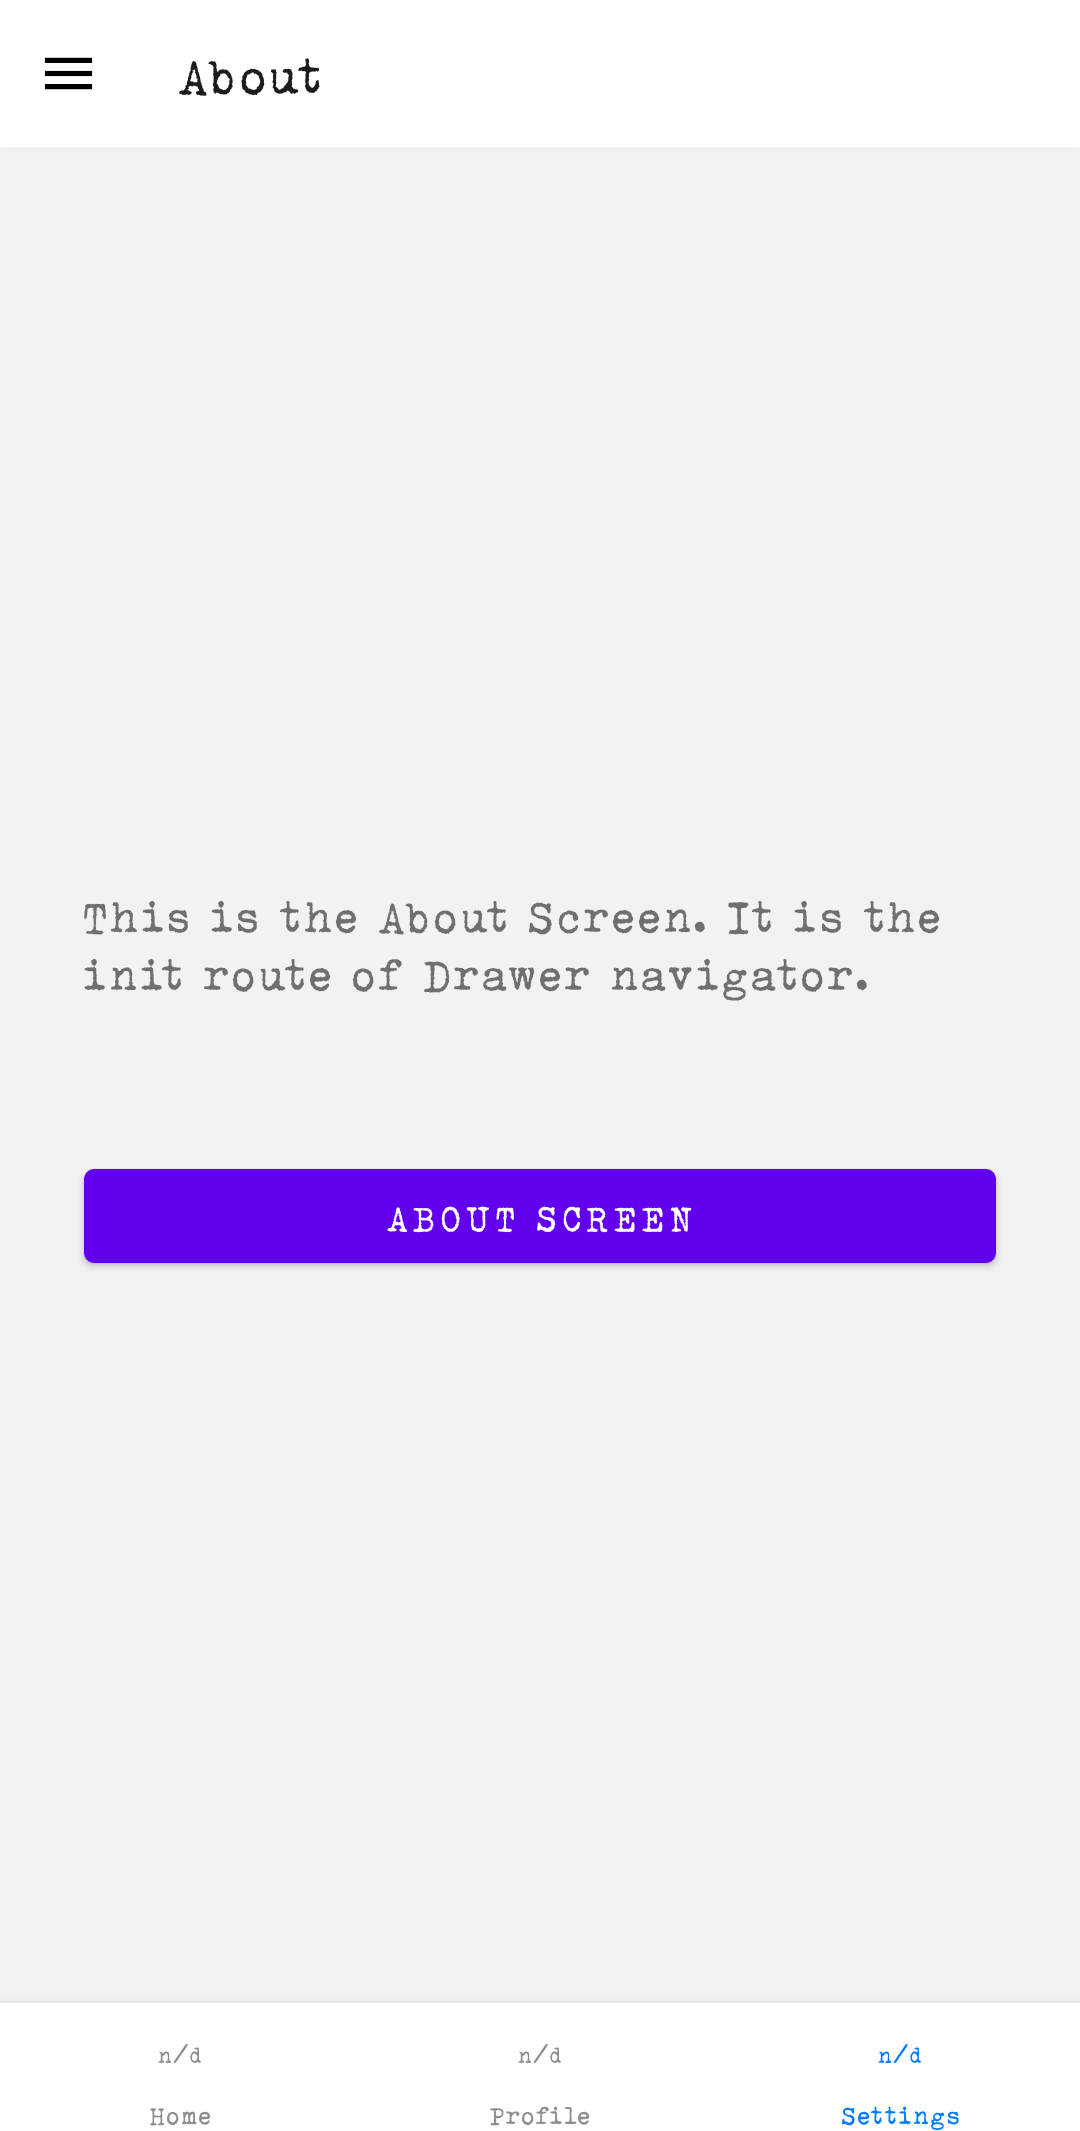 About
This is the About Screen. It is the
init route of Drawer navigator.
ABOUT SCREEN
n/d
n/d
n/d
Home
Profile
Settings